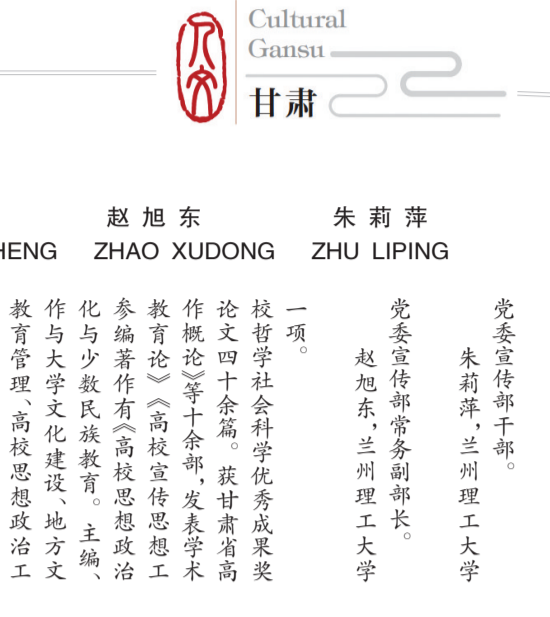 人文
Cultural
Gansu
甘肃
赵旭东 朱莉萍
HENG ZHAO XUDONG ZHU LIPING
教育管理、高校思想政治工
作与大学文化建设、地方文
化与少数民族教育。主编、
参编著作有《高校思想政治
教育论》《高校宣传思想工
作概论》等十余部，发表学术
论文四十余篇。获甘肃省高
校哲学社会科学优秀成果奖
一项。
赵旭东，兰州理工大学
党委宣传部常务副部长。
朱莉萍，兰州理工大学
党委宣传部干部。